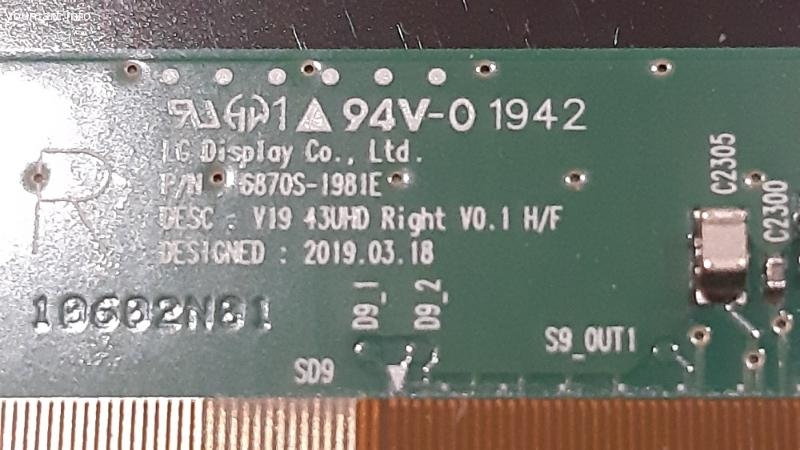 94V-0 1942
LG Display Co., Ltd.
P/N : 6870S-1981E
DESC : V19 43UHD Right V0.1 H/F
DESIGNED : 2019.03.18
R
10602N81
D9_1
D9_2
SD9
S9_OUT1
C2305
C2300